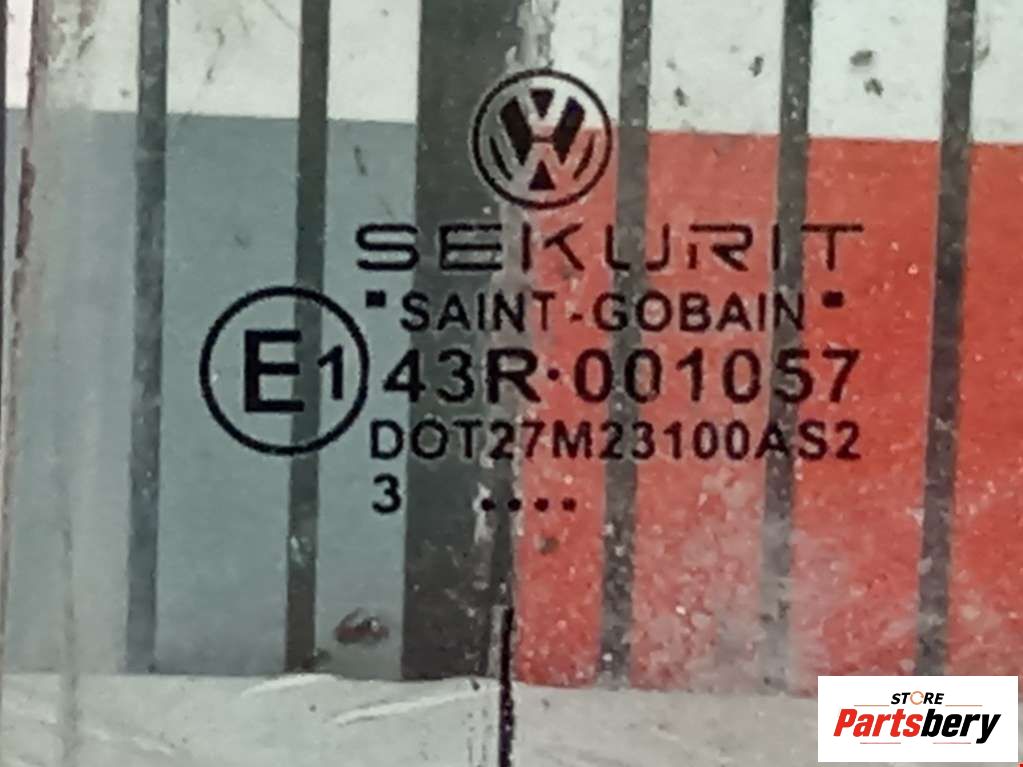 VW
SEKURIT
"SAINT-GOBAIN"
E1 43R·001057
DOT27M23100AS2
3 ....
STORE
Partsbery